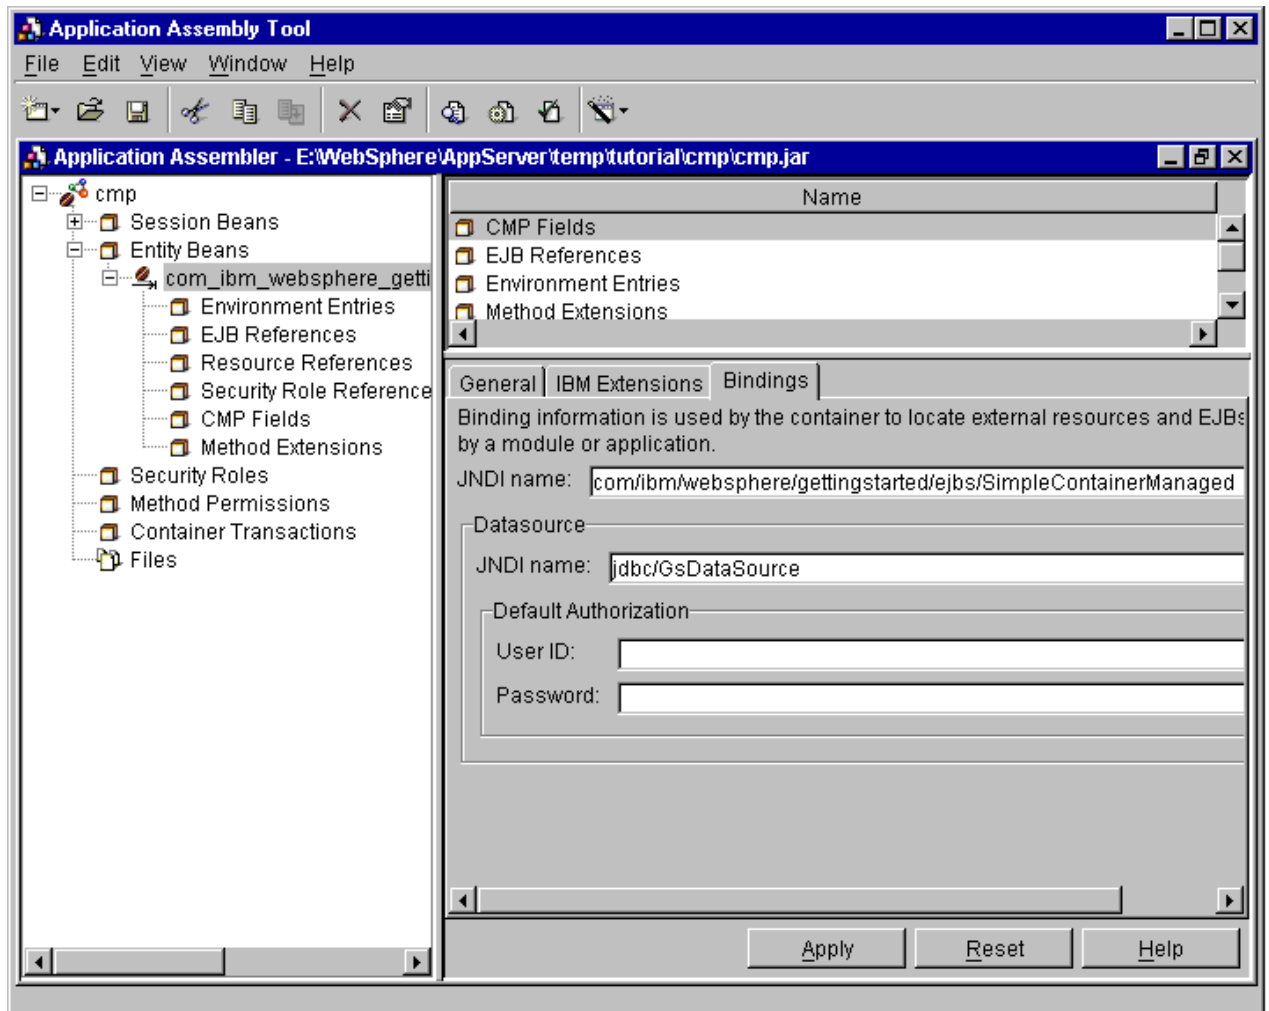 Application Assembly Tool
File Edit View Window Help
Application Assembler - E:\WebSphere\AppServer\temp\tutorial\cmp\cmp.jar
cmp
Session Beans
Entity Beans
com_ibm_websphere_getti
Environment Entries
EJB References
Resource References
Security Role Reference
CMP Fields
Method Extensions
Security Roles
Method Permissions
Container Transactions
Files
Name
CMP Fields
EJB References
Environment Entries
Method Extensions
General IBM Extensions Bindings
Binding information is used by the container to locate external resources and EJBs
by a module or application.
JNDI name: com/ibm/websphere/gettingstarted/ejbs/SimpleContainerManaged
Datasource
JNDI name: jdbc/GsDataSource
Default Authorization
User ID:
Password:
Apply Reset Help